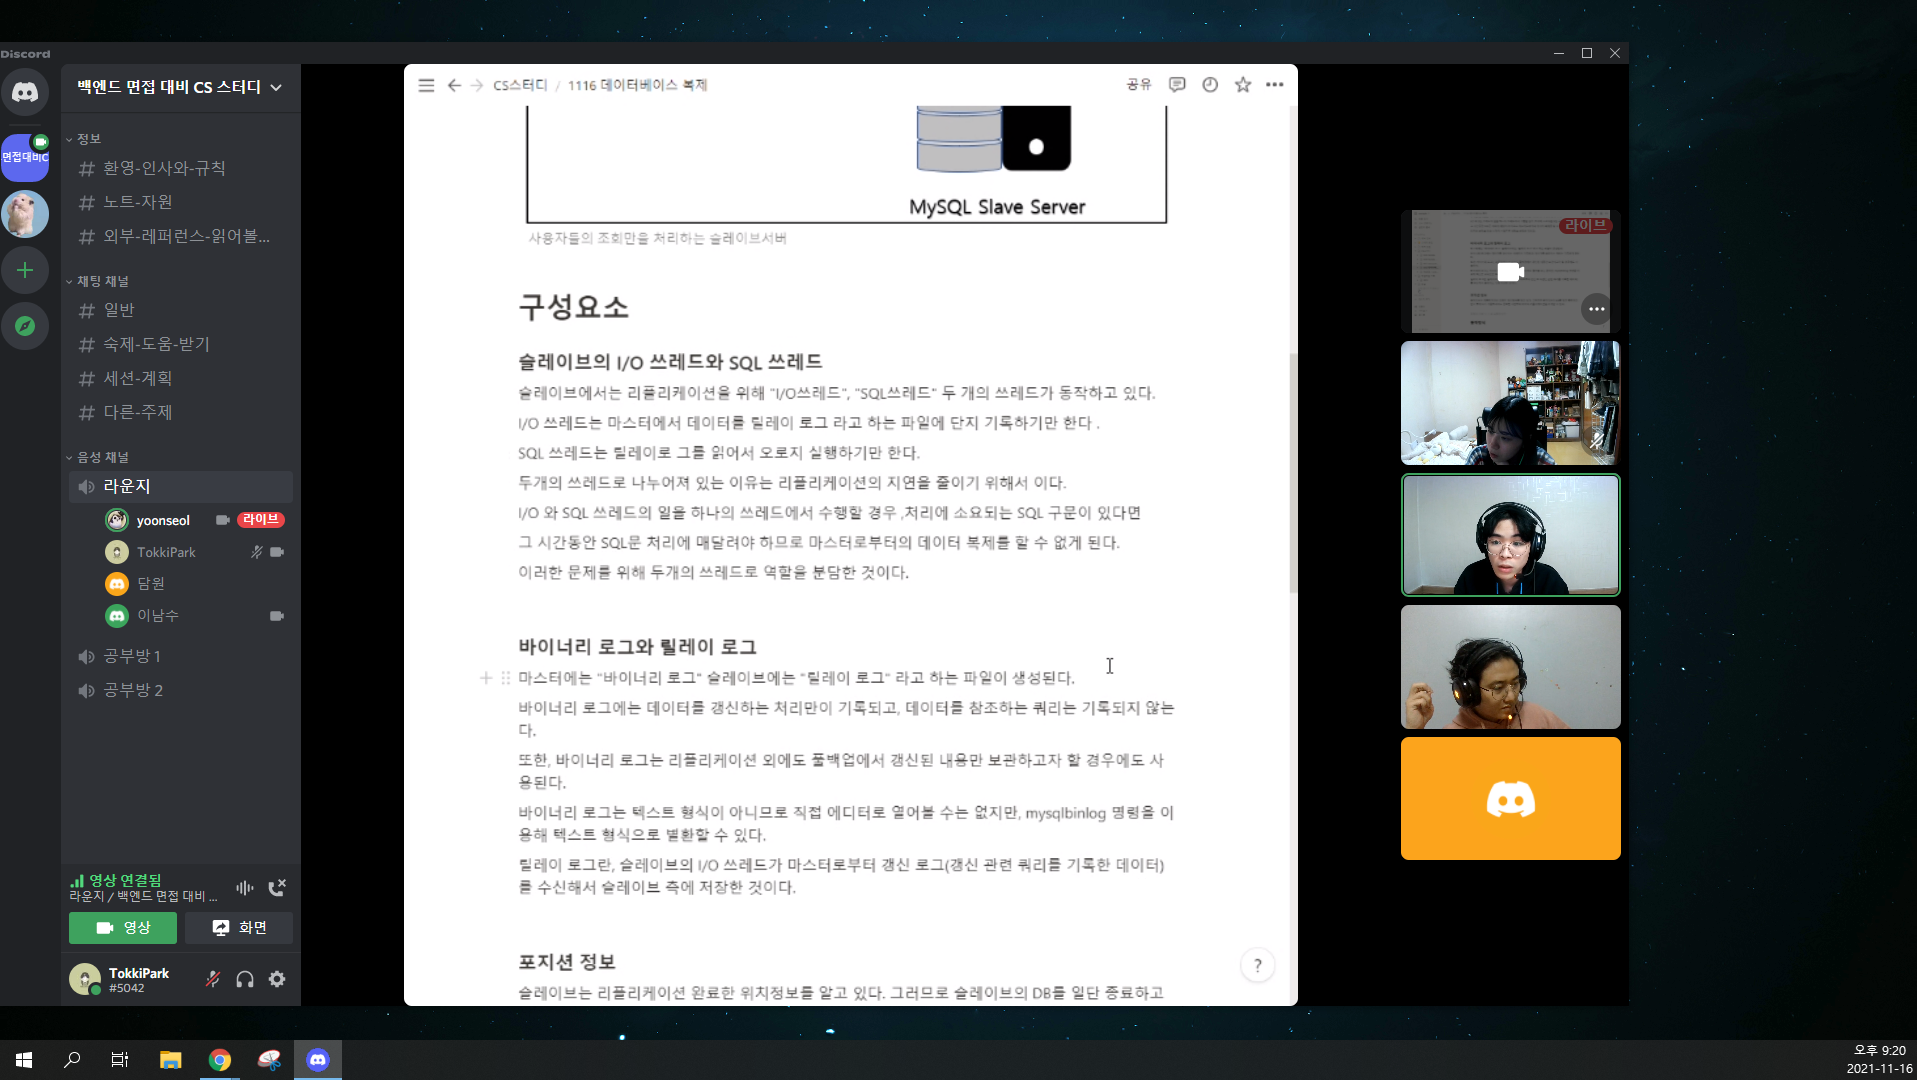 Discord
백엔드 면접 대비 CS 스터디
면접대비C
정보
환영-인사와-규칙
노트-자원
외부-레퍼런스-읽어볼...
채팅 채널
일반
숙제-도움-받기
세션-계획
다른-주제
음성 채널
라운지
yoonseol 라이브
TokkiPark
담원
이남수
공부방 1
공부방 2
영상 연결됨
라운지 / 백엔드 면접 대비 ...
영상 화면
TokkiPark
#5042
CS스터디 / 1116 데이터베이스 복제 공유
MySQL Slave Server
사용자들의 조회만을 처리하는 슬레이브서버
구성요소
슬레이브의 I/O 쓰레드와 SQL 쓰레드
슬레이브에서는 리플리케이션을 위해 "I/O쓰레드", "SQL쓰레드" 두 개의 쓰레드가 동작하고 있다.
I/O 쓰레드는 마스터에서 데이터를 릴레이 로그 라고 하는 파일에 단지 기록하기만 한다 .
SQL 쓰레드는 릴레이로 그를 읽어서 오로지 실행하기만 한다.
두개의 쓰레드로 나누어져 있는 이유는 리플리케이션의 지연을 줄이기 위해서 이다.
I/O 와 SQL 쓰레드의 일을 하나의 쓰레드에서 수행할 경우 ,처리에 소요되는 SQL 구문이 있다면
그 시간동안 SQL문 처리에 매달려야 하므로 마스터로부터의 데이터 복제를 할 수 없게 된다.
이러한 문제를 위해 두개의 쓰레드로 역할을 분담한 것이다.
바이너리 로그와 릴레이 로그
마스터에는 "바이너리 로그" 슬레이브에는 "릴레이 로그" 라고 하는 파일이 생성된다.
바이너리 로그에는 데이터를 갱신하는 처리만이 기록되고, 데이터를 참조하는 쿼리는 기록되지 않는
다.
또한, 바이너리 로그는 리플리케이션 외에도 풀백업에서 갱신된 내용만 보관하고자 할 경우에도 사
용된다.
바이너리 로그는 텍스트 형식이 아니므로 직접 에디터로 열어볼 수는 없지만, mysqlbinlog 명령을 이
용해 텍스트 형식으로 별환할 수 있다.
릴레이 로그란, 슬레이브의 I/O 쓰레드가 마스터로부터 갱신 로그(갱신 관련 쿼리를 기록한 데이터)
를 수신해서 슬레이브 측에 저장한 것이다.
포지션 정보
슬레이브는 리플리케이션 완료한 위치정보를 알고 있다. 그러므로 슬레이브의 DB를 일단 종료하고
?
라이브
오후 9:20
2021-11-16